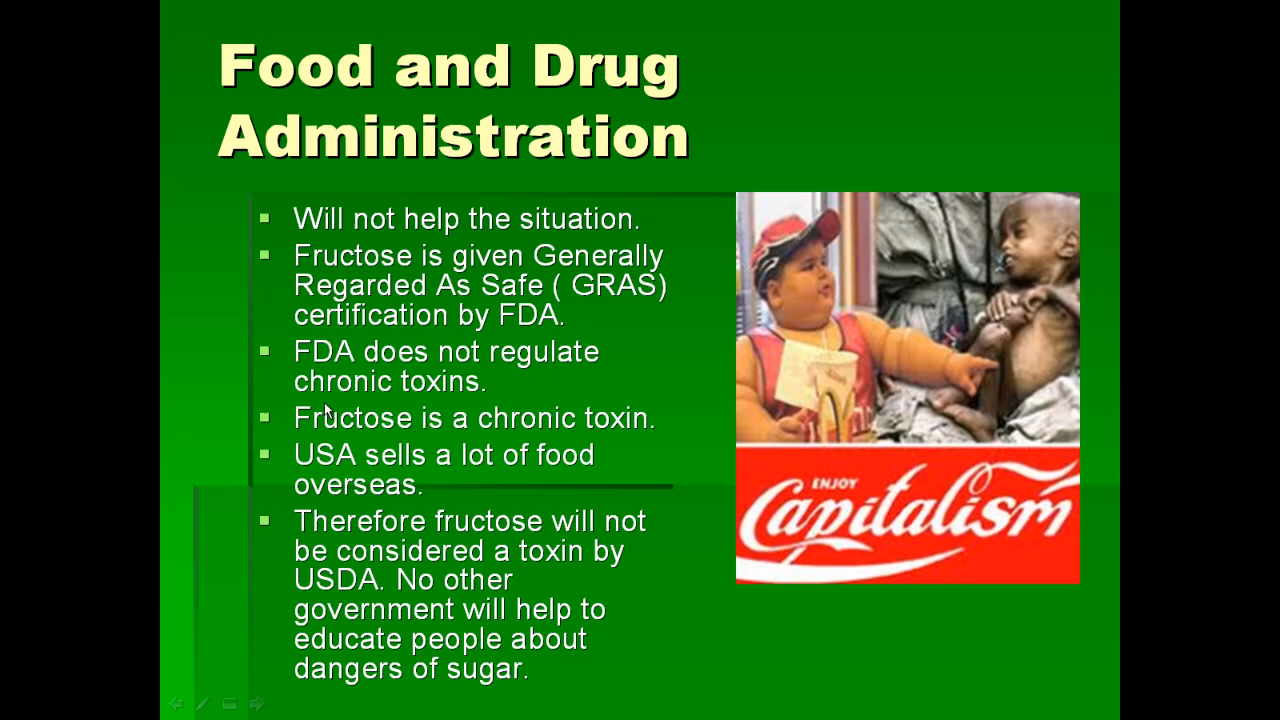 Food and Drug
Administration
Will not help the situation.
Fructose is given Generally
Regarded As Safe ( GRAS)
certification by FDA.
FDA does not regulate
chronic toxins.
Fructose is a chronic toxin.
USA sells a lot of food
overseas.
Therefore fructose will not
be considered a toxin by
USDA. No other
government will help to
educate people about
dangers of sugar.
ENJOY
Capitalism